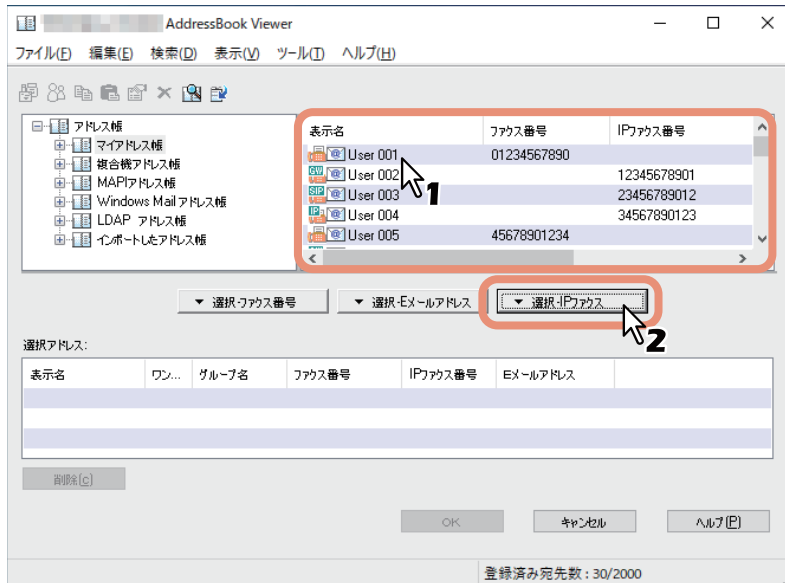 AddressBook Viewer
ファイル(F) 編集(E) 検索(D) 表示(V) ツール(T) ヘルプ(H)
アドレス帳
マイアドレス帳
複合機アドレス帳
MAPIアドレス帳
Windows Mail アドレス帳
LDAP アドレス帳
インポートしたアドレス帳
表示名 ファクス番号 IPファクス番号
User 001 01234567890
GW User 002 12345678901
SIP User 003 23456789012
IP User 004 34567890123
User 005 45678901234
1
▼ 選択-ファクス番号 ▼ 選択-Eメールアドレス ▼ 選択-IPファクス
2
選択アドレス:
表示名 ワン... グループ名 ファクス番号 IPファクス番号 Eメールアドレス
削除(c)
OK キャンセル ヘルプ(P)
登録済み宛先数 : 30/2000